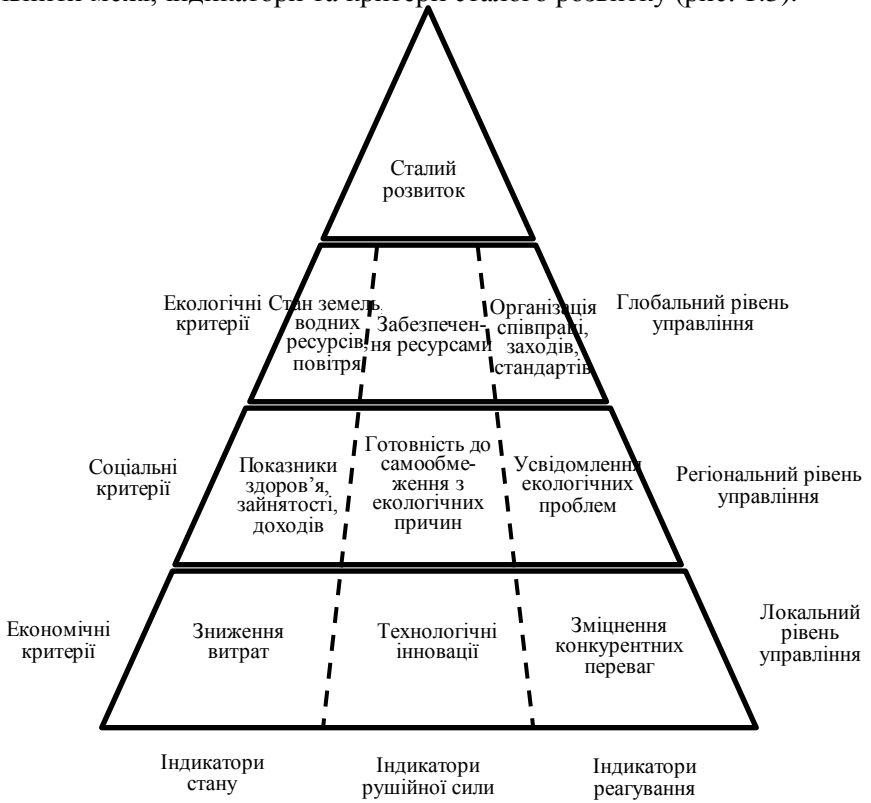 межі, індикатори та критерії сталого розвитку (рис. 1.3).
Сталий
розвиток
Екологічні
критерії
Стан земель,
водних
ресурсів,
повітря
Забезпечен-
ня ресурсами
Організація
співпраці,
заходів,
стандартів
Глобальний рівень
управління
Соціальні
критерії
Показники
здоров’я,
зайнятості,
доходів
Готовність до
самообме-
ження з
екологічних
причин
Усвідомлення
екологічних
проблем
Регіональний рівень
управління
Економічні
критерії
Зниження
витрат
Технологічні
інновації
Зміцнення
конкурентних
переваг
Локальний
рівень
управління
Індикатори
стану
Індикатори
рушійної сили
Індикатори
реагування